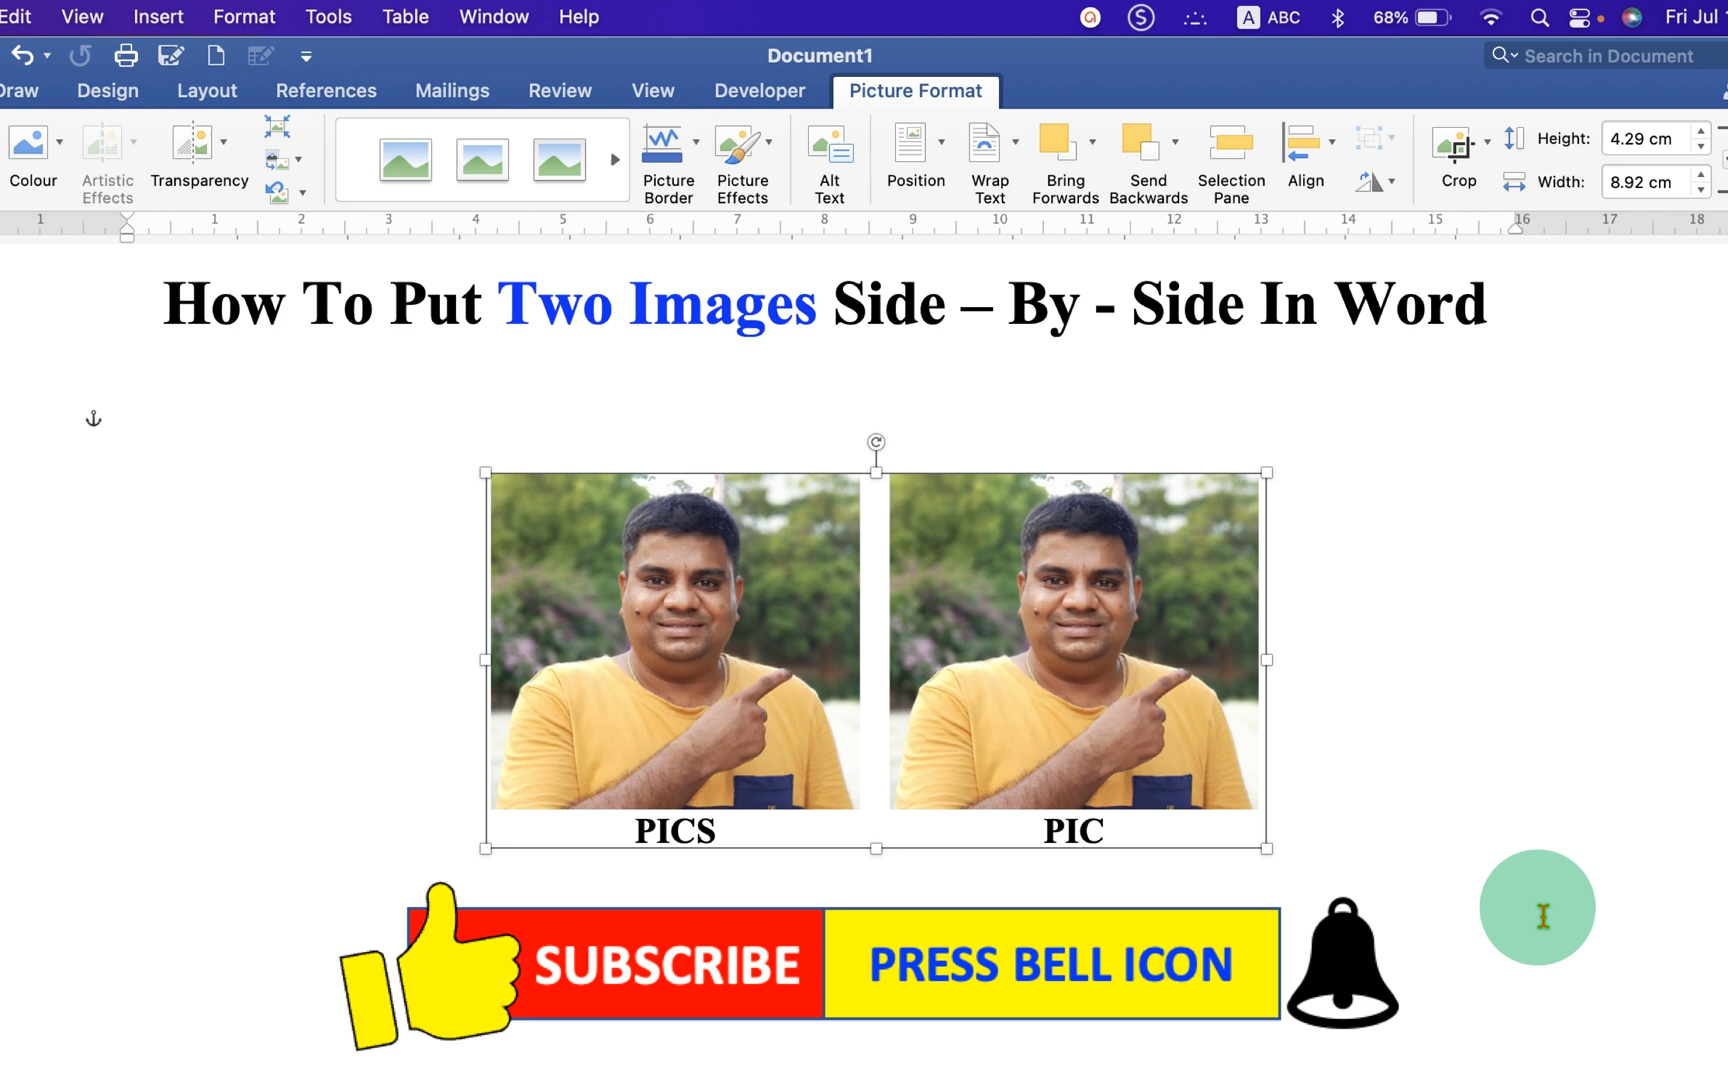 Edit View Insert Format Tools Table Window Help ABC 68% Fri Jul
Document1 Search in Document
Draw Design Layout References Mailings Review View Developer Picture Format
Colour Artistic Effects Transparency Picture Border Picture Effects Alt Text Position Wrap Text Bring Forwards Send Backwards Selection Pane Align Crop Height: 4.29 cm
Width: 8.92 cm
1 1 2 3 4 5 6 7 8 9 10 11 12 13 14 15 16 17 18
How To Put Two Images Side – By - Side In Word
PICS PIC
SUBSCRIBE PRESS BELL ICON